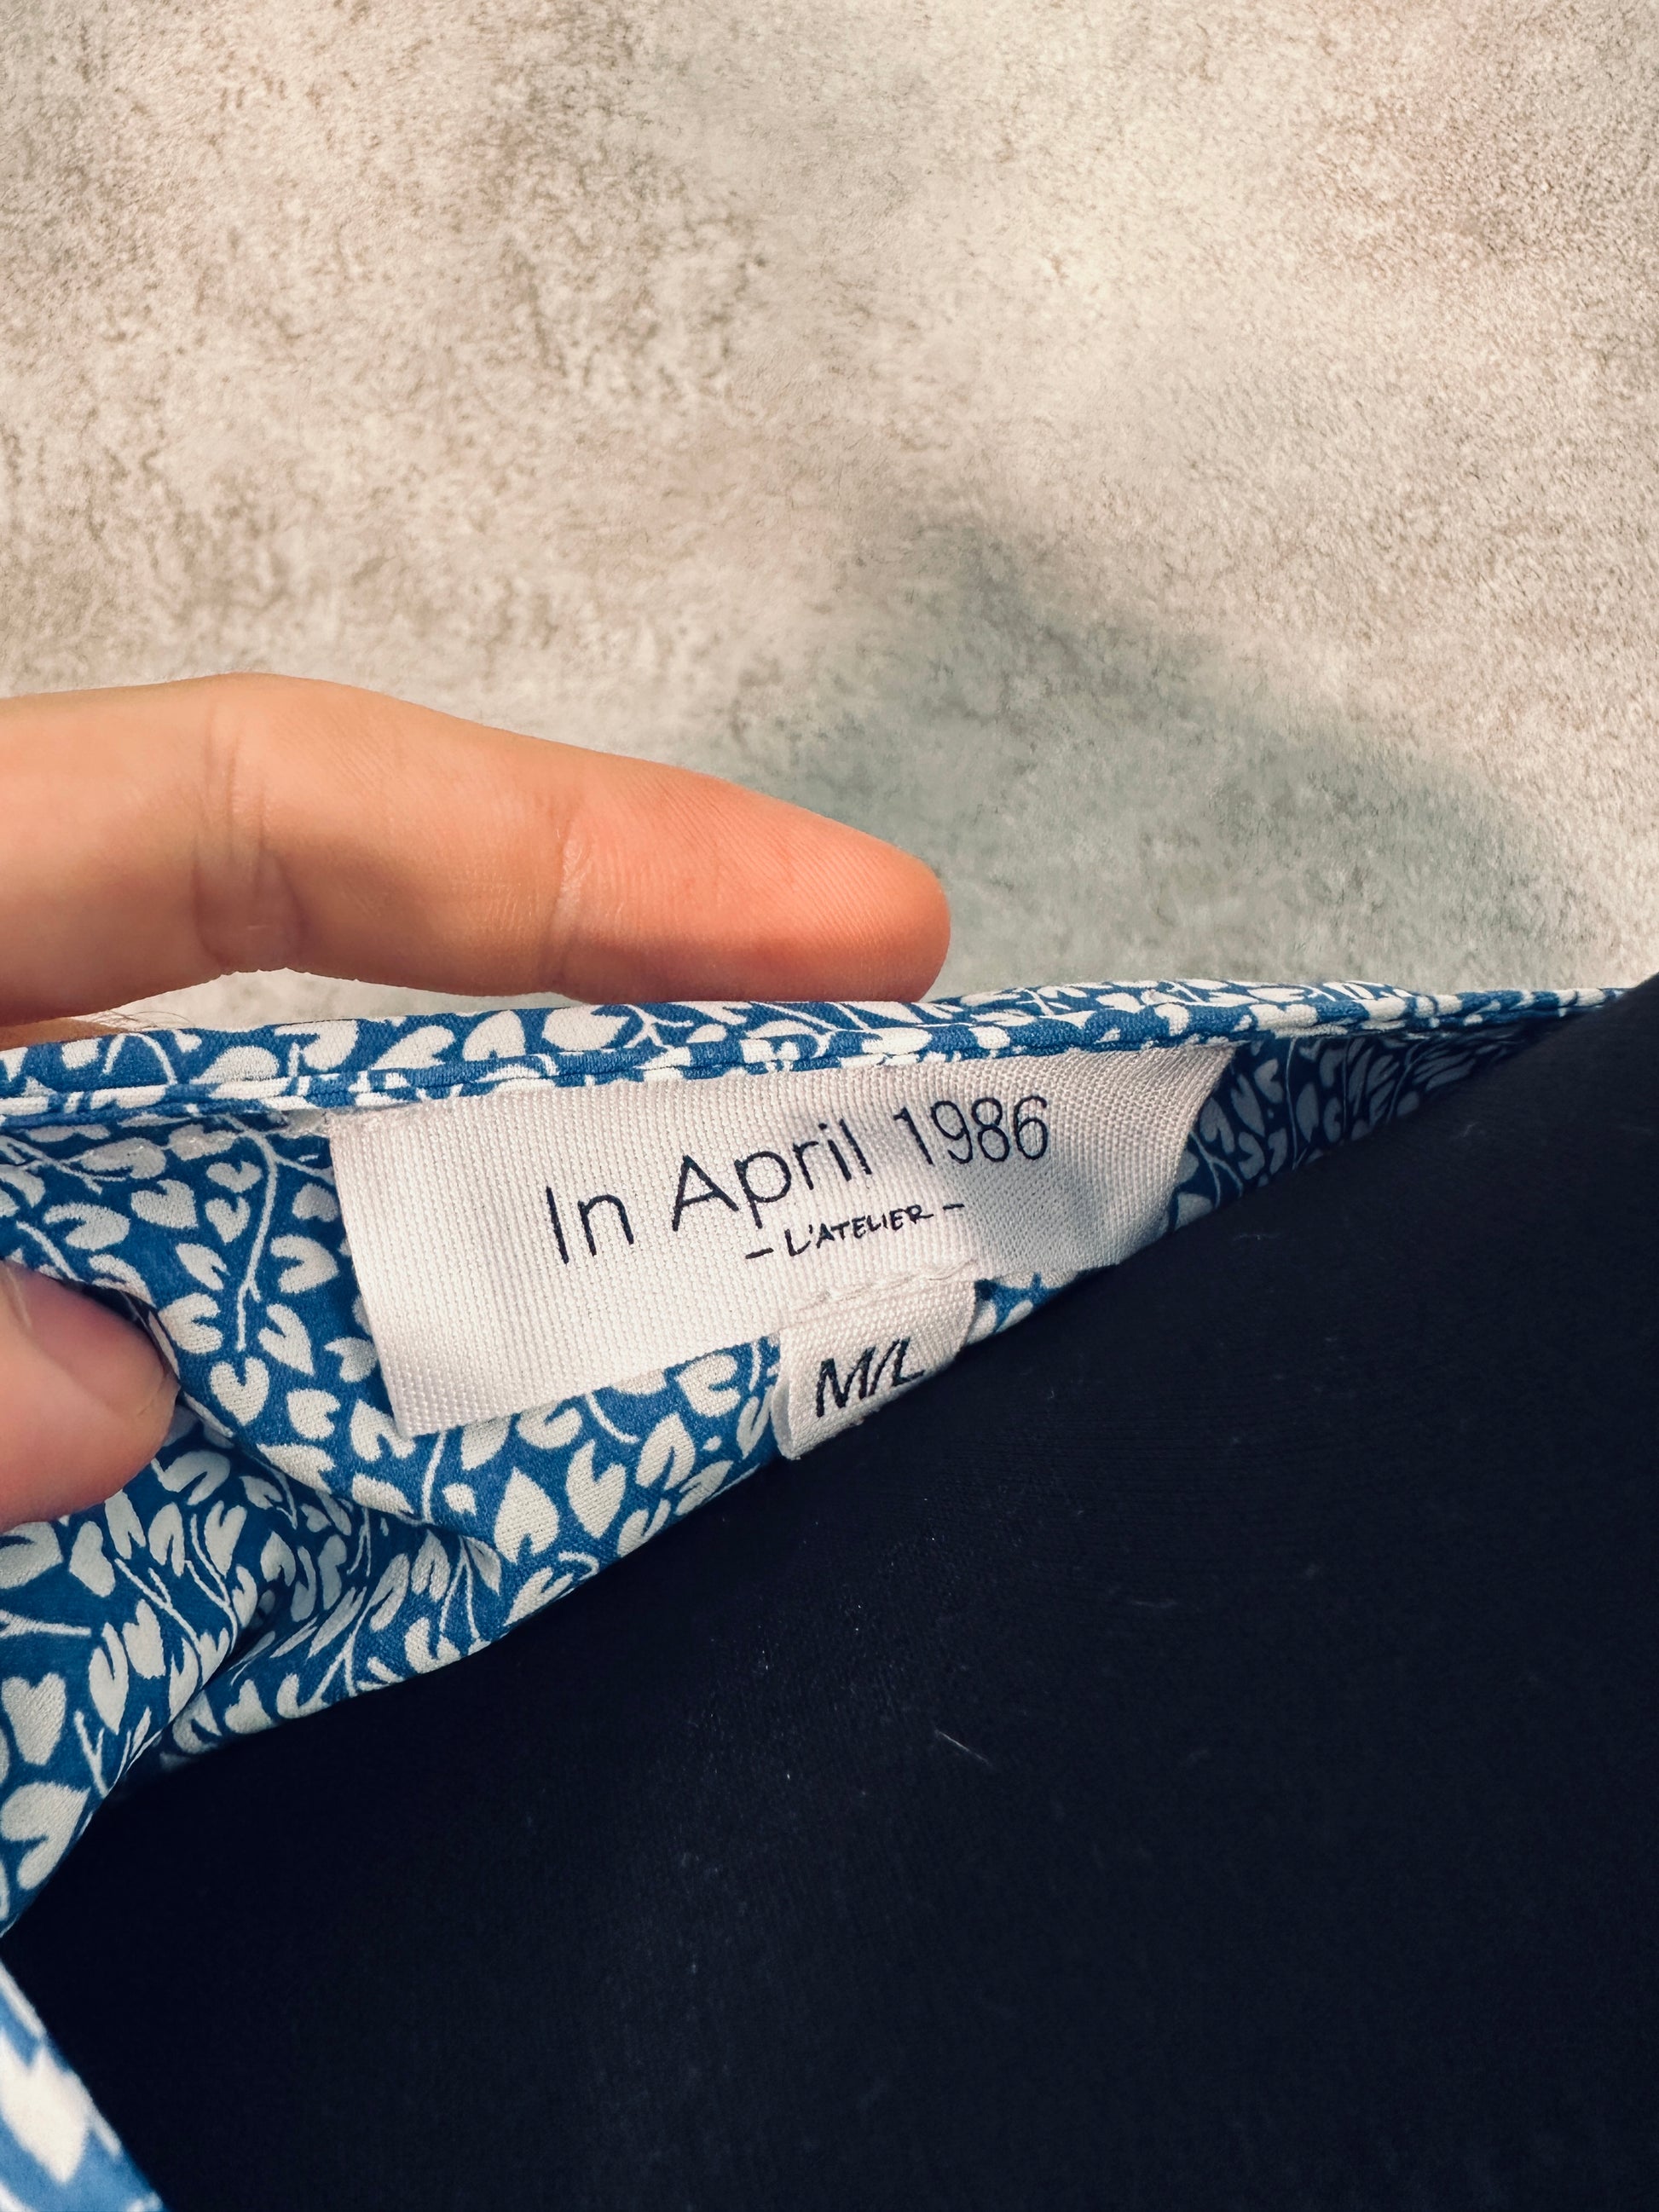 In April 1986
- L'ATELIER -
M/L